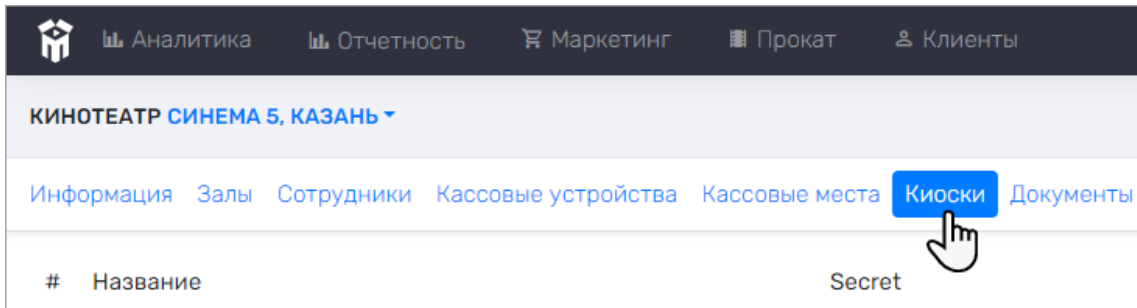 Аналитика Отчетность Маркетинг Прокат Клиенты
КИНОТЕАТР СИНЕМА 5, КАЗАНЬ
Информация Залы Сотрудники Кассовые устройства Кассовые места Киоски Документы
# Название Secret